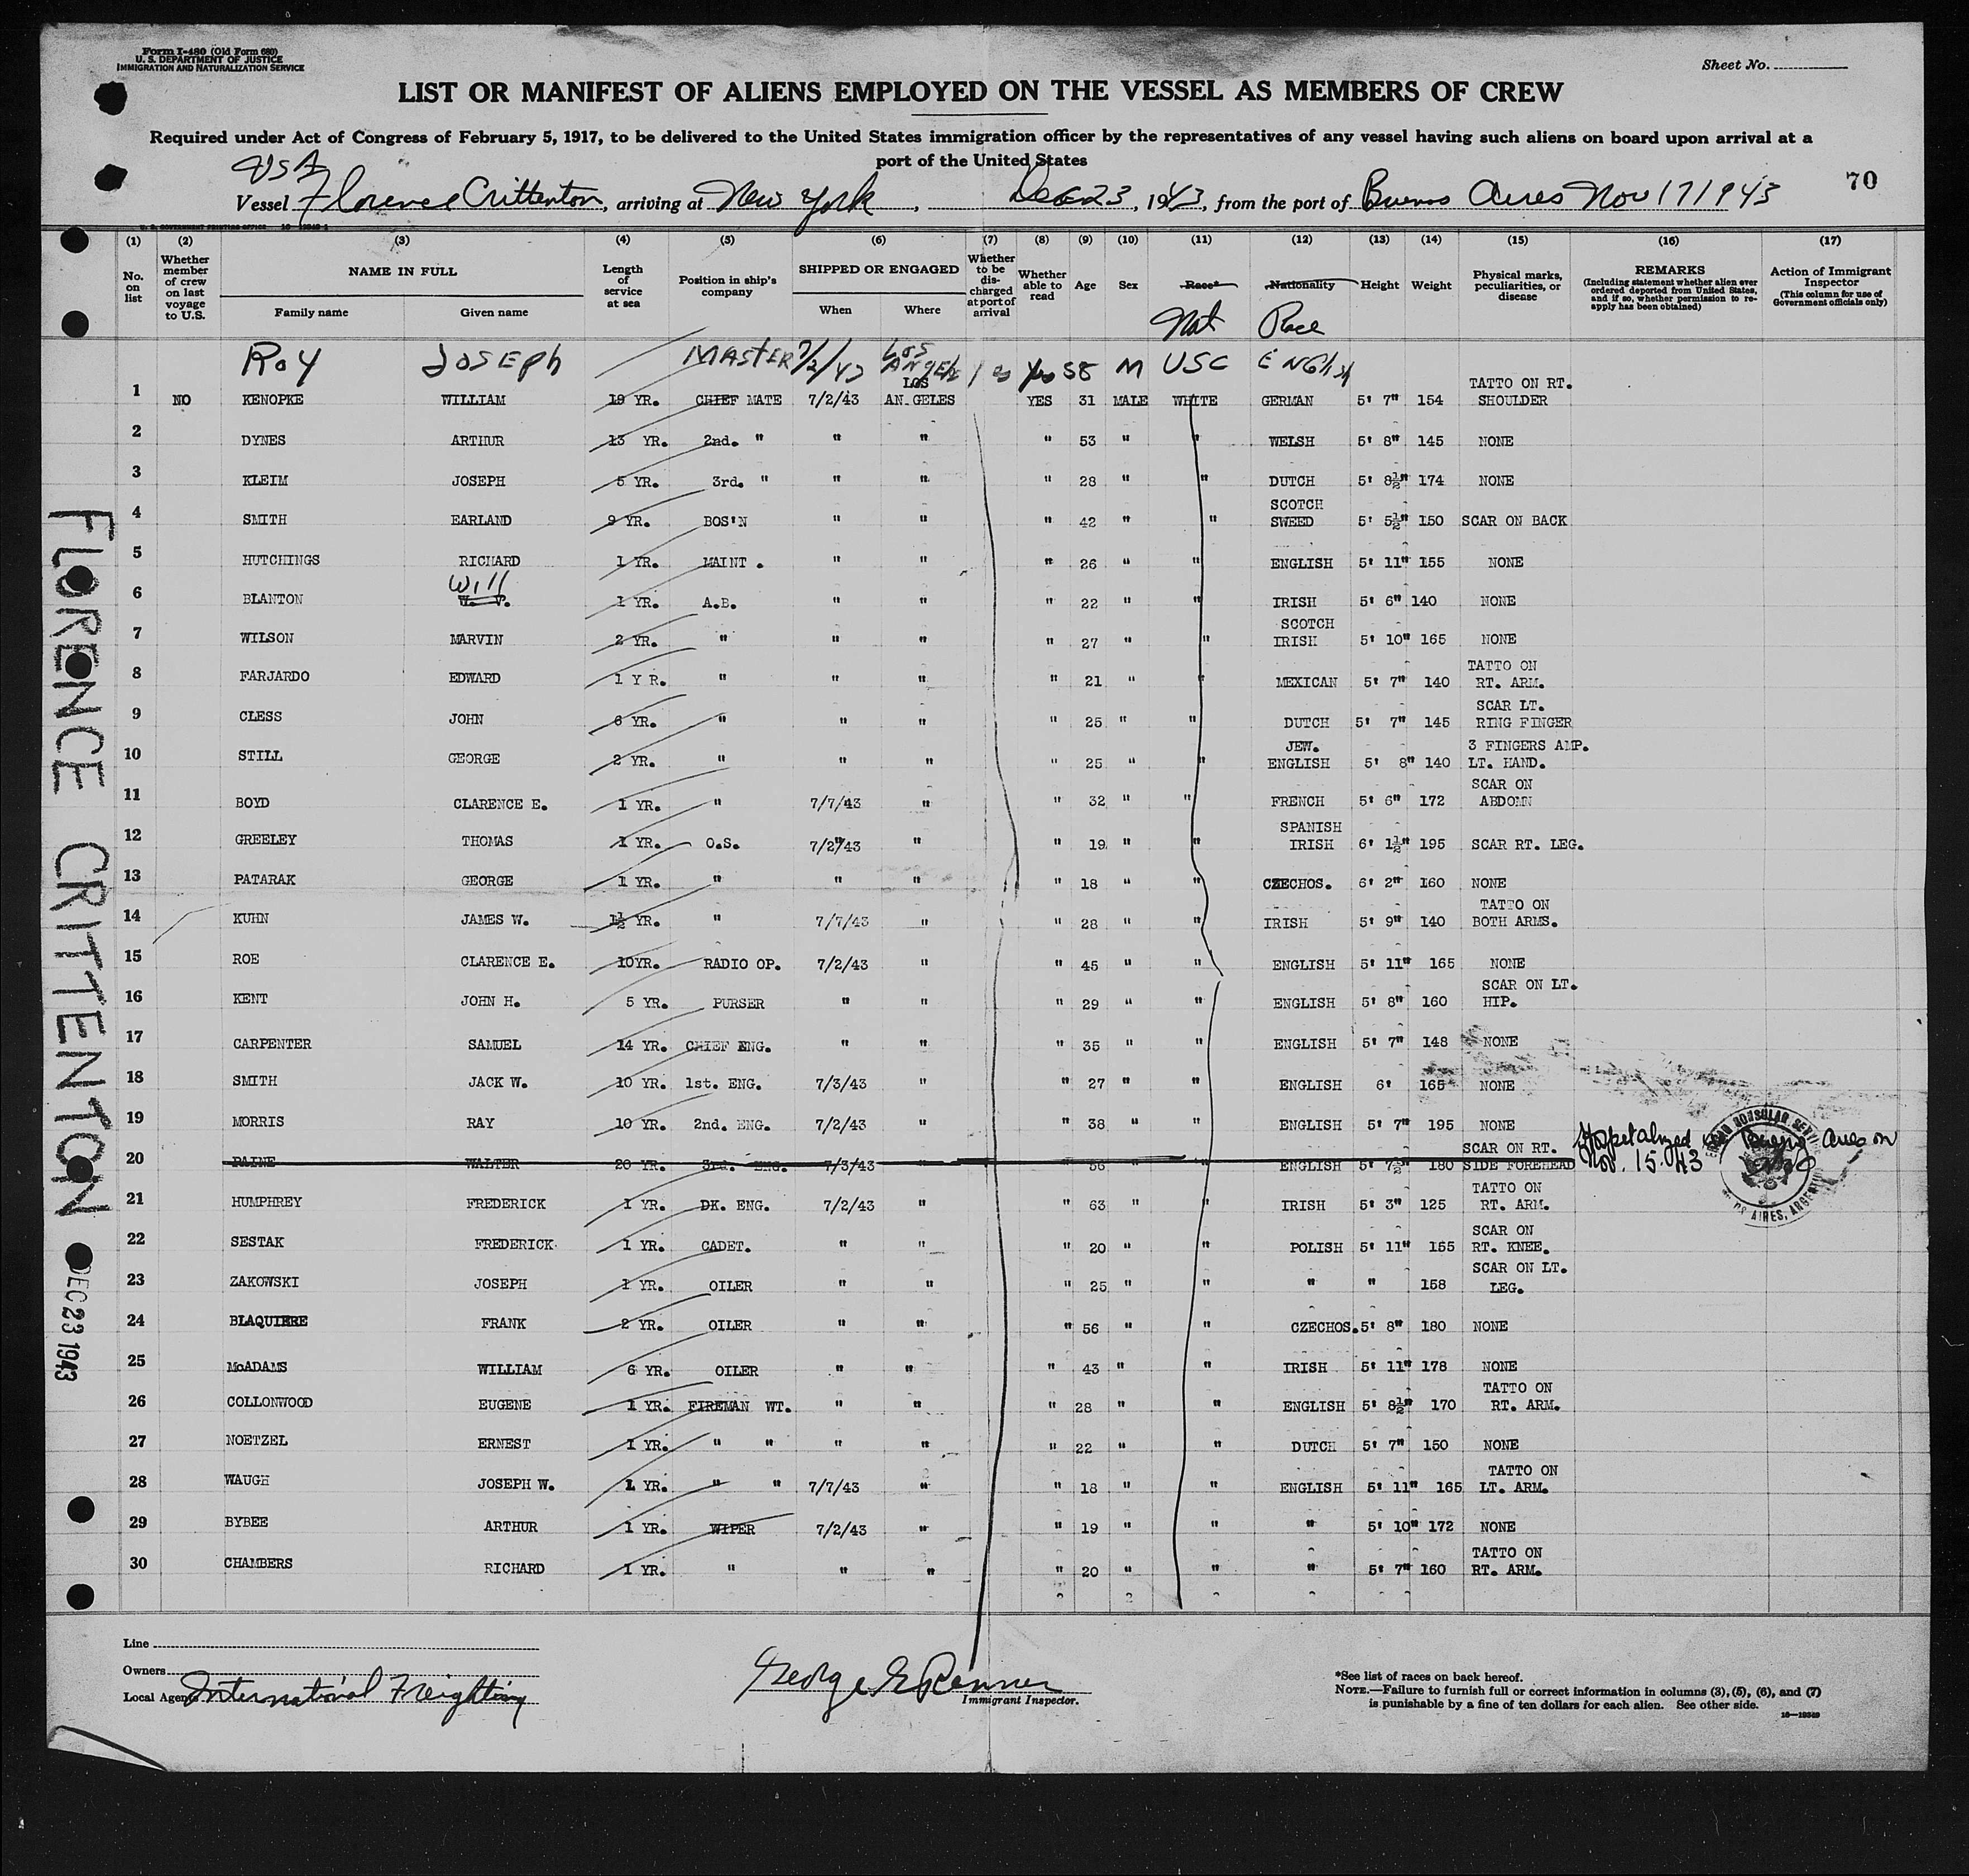 Form I-480 (Old Form 680)
U. S. DEPARTMENT OF JUSTICE
IMMIGRATION AND NATURALIZATION SERVICE
Sheet No.
LIST OR MANIFEST OF ALIENS EMPLOYED ON THE VESSEL AS MEMBERS OF CREW
Required under Act of Congress of February 5, 1917, to be delivered to the United States immigration officer by the representatives of any vessel having such aliens on board upon arrival at a
port of the United States
USA
Vessel Florence Crittenton, arriving at New York, Dec 23, 1943, from the port of Buenos Aires Nov 17 1943
70
U. S. GOVERNMENT PRINTING OFFICE
(1) (2) (3) (4) (5) (6) (7) (8) (9) (10) (11) (12) (13) (14) (15) (16) (17)
No. on list
Whether member of crew on last voyage to U.S.
NAME IN FULL
Family name Given name
Length of service at sea
Position in ship's company
SHIPPED OR ENGAGED
When Where
Whether to be discharged at port of arrival
Whether able to read
Age
Sex
Race*
Nat
Nationality
Race
Height
Weight
Physical marks, peculiarities, or disease
REMARKS
(Including statement whether alien ever ordered deported from United States, and if so, whether permission to reapply has been obtained)
Action of Immigrant Inspector
(This column for use of Government officials only)
Roy Joseph Master 7/2/43 Los Angels Yes 58 M USC English
1 NO KENOPKE WILLIAM 19 YR. CHIEF MATE 7/2/43 LOS AN.GELES YES 31 MALE WHITE GERMAN 5' 7" 154 TATTO ON RT. SHOULDER
2 DYNES ARTHUR 13 YR. 2nd. " " " " 53 " " WELSH 5' 8" 145 NONE
3 KLEIM JOSEPH 5 YR. 3rd. " " " " 28 " " DUTCH 5' 8½" 174 NONE
4 SMITH EARLAND 9 YR. BOS'N " " " 42 " " SCOTCH SWEED 5' 5½" 150 SCAR ON BACK
5 HUTCHINGS RICHARD 1 YR. MAINT. " " " 26 " " ENGLISH 5' 11" 155 NONE
6 BLANTON Will 1 YR. A.B. " " " 22 " " IRISH 5' 6" 140 NONE
7 WILSON MARVIN 2 YR. " " " " 27 " " SCOTCH IRISH 5' 10" 165 NONE
8 FARJARDO EDWARD 1 Y R. " " " " 21 " " MEXICAN 5' 7" 140 TATTO ON RT. ARM.
9 CLESS JOHN 6 YR. " " " " 25 " " DUTCH 5' 7" 145 SCAR LT. RING FINGER
10 STILL GEORGE 2 YR. " " " " 25 " " JEW. ENGLISH 5' 8" 140 3 FINGERS AMP. LT. HAND.
11 BOYD CLARENCE E. 1 YR. " 7/7/43 " " 32 " " FRENCH 5' 6" 172 SCAR ON ABDOMN
12 GREELEY THOMAS 1 YR. O.S. 7/2/43 " " 19 " " SPANISH IRISH 6' 1½" 195 SCAR RT. LEG.
13 PATARAK GEORGE 1 YR. " " " " 18 " " CZECHOS. 6' 2" 160 NONE
14 KUHN JAMES W. 1½ YR. " 7/7/43 " " 28 " " IRISH 5' 9" 140 TATTO ON BOTH ARMS.
15 ROE CLARENCE E. 10YR. RADIO OP. 7/2/43 " " 45 " " ENGLISH 5' 11" 165 NONE
16 KENT JOHN H. 5 YR. PURSER " " " 29 " " ENGLISH 5' 8" 160 SCAR ON LT. HIP.
17 CARPENTER SAMUEL 14 YR. CHIEF ENG. " " " 35 " " ENGLISH 5' 7" 148 NONE
18 SMITH JACK W. 10 YR. 1st. ENG. 7/3/43 " " 27 " " ENGLISH 6' 165 NONE
19 MORRIS RAY 10 YR. 2nd. ENG. 7/2/43 " " 38 " " ENGLISH 5' 7" 195 NONE
20 PAINE WALTER 20 YR. 3rd. ENG. 7/3/43 " " 56 " " ENGLISH 5' 7½" 180 SCAR ON RT. SIDE FOREHEAD Hospitalized Buenos Aires on Nov. 15-43
21 HUMPHREY FREDERICK 1 YR. DK. ENG. 7/2/43 " " 63 " " IRISH 5' 3" 125 TATTO ON RT. ARM.
22 SESTAK FREDERICK 1 YR. CADET. " " " 20 " " POLISH 5' 11" 155 SCAR ON RT. KNEE.
23 ZAKOWSKI JOSEPH 1 YR. OILER " " " 25 " " " " 158 SCAR ON LT. LEG.
24 BLAQUIERE FRANK 2 YR. OILER " " " 56 " " CZECHOS. 5' 8" 180 NONE
25 McADAMS WILLIAM 6 YR. OILER " " " 43 " " IRISH 5' 11" 178 NONE
26 COLLONWOOD EUGENE 1 YR. FIREMAN WT. " " " 28 " " ENGLISH 5' 8½" 170 TATTO ON RT. ARM.
27 NOETZEL ERNEST 1 YR. " " " " " 22 " " DUTCH 5' 7" 150 NONE
28 WAUGH JOSEPH W. 1 YR. " " 7/7/43 " " 18 " " ENGLISH 5' 11" 165 TATTO ON LT. ARM.
29 BYBEE ARTHUR 1 YR. WIPER 7/2/43 " " 19 " " " 5' 10" 172 NONE
30 CHAMBERS RICHARD 1 YR. " " " " 20 " " " 5' 7" 160 TATTO ON RT. ARM.
FLORENCE CRITTENTON
DEC 23 1943
Line
Owners
Local Agent International Freighting
George E Renner
Immigrant Inspector.
*See list of races on back hereof.
NOTE.—Failure to furnish full or correct information in columns (3), (5), (6), and (7)
is punishable by a fine of ten dollars for each alien. See other side.
16—19349